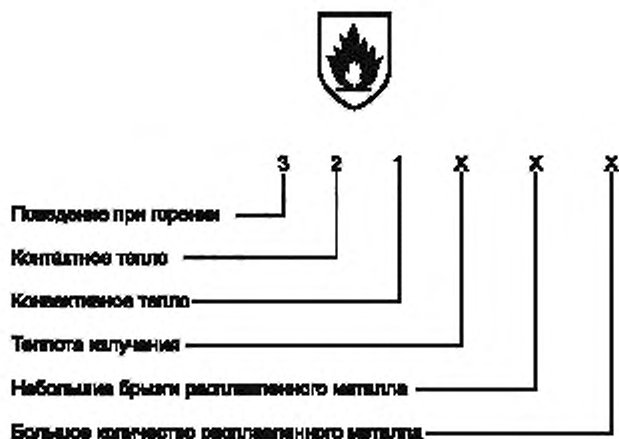 3 2 1 X X X
Поведение при горении
Контактное тепло
Конвективное тепло
Теплота излучения
Небольшие брызги расплавленного металла
Большое количество расплавленного металла